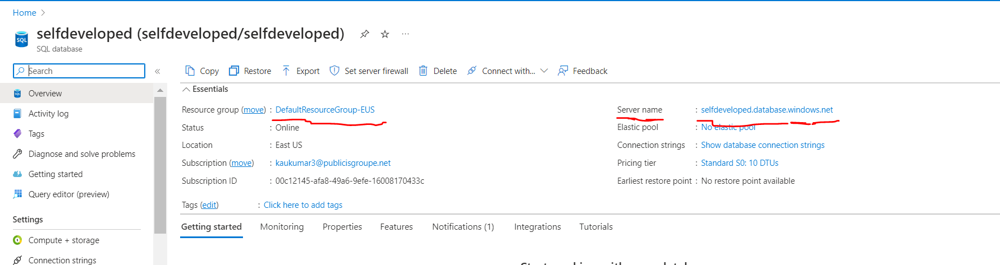 Home >
selfdeveloped (selfdeveloped/selfdeveloped) ...
SQL
SQL database
Search «
Copy Restore Export Set server firewall Delete Connect with... Feedback
Essentials
Overview
Activity log
Tags
Diagnose and solve problems
Getting started
Query editor (preview)
Settings
Compute + storage
Connection strings
Resource group (move) : DefaultResourceGroup-EUS
Status : Online
Location : East US
Subscription (move) : kaukumar3@publicisgroupe.net
Subscription ID : 00c12145-afa8-49a6-9efe-16008170433c
Server name : selfdeveloped.database.windows.net
Elastic pool : No elastic pool
Connection strings : Show database connection strings
Pricing tier : Standard S0: 10 DTUs
Earliest restore point : No restore point available
Tags (edit) : Click here to add tags
Getting started Monitoring Properties Features Notifications (1) Integrations Tutorials